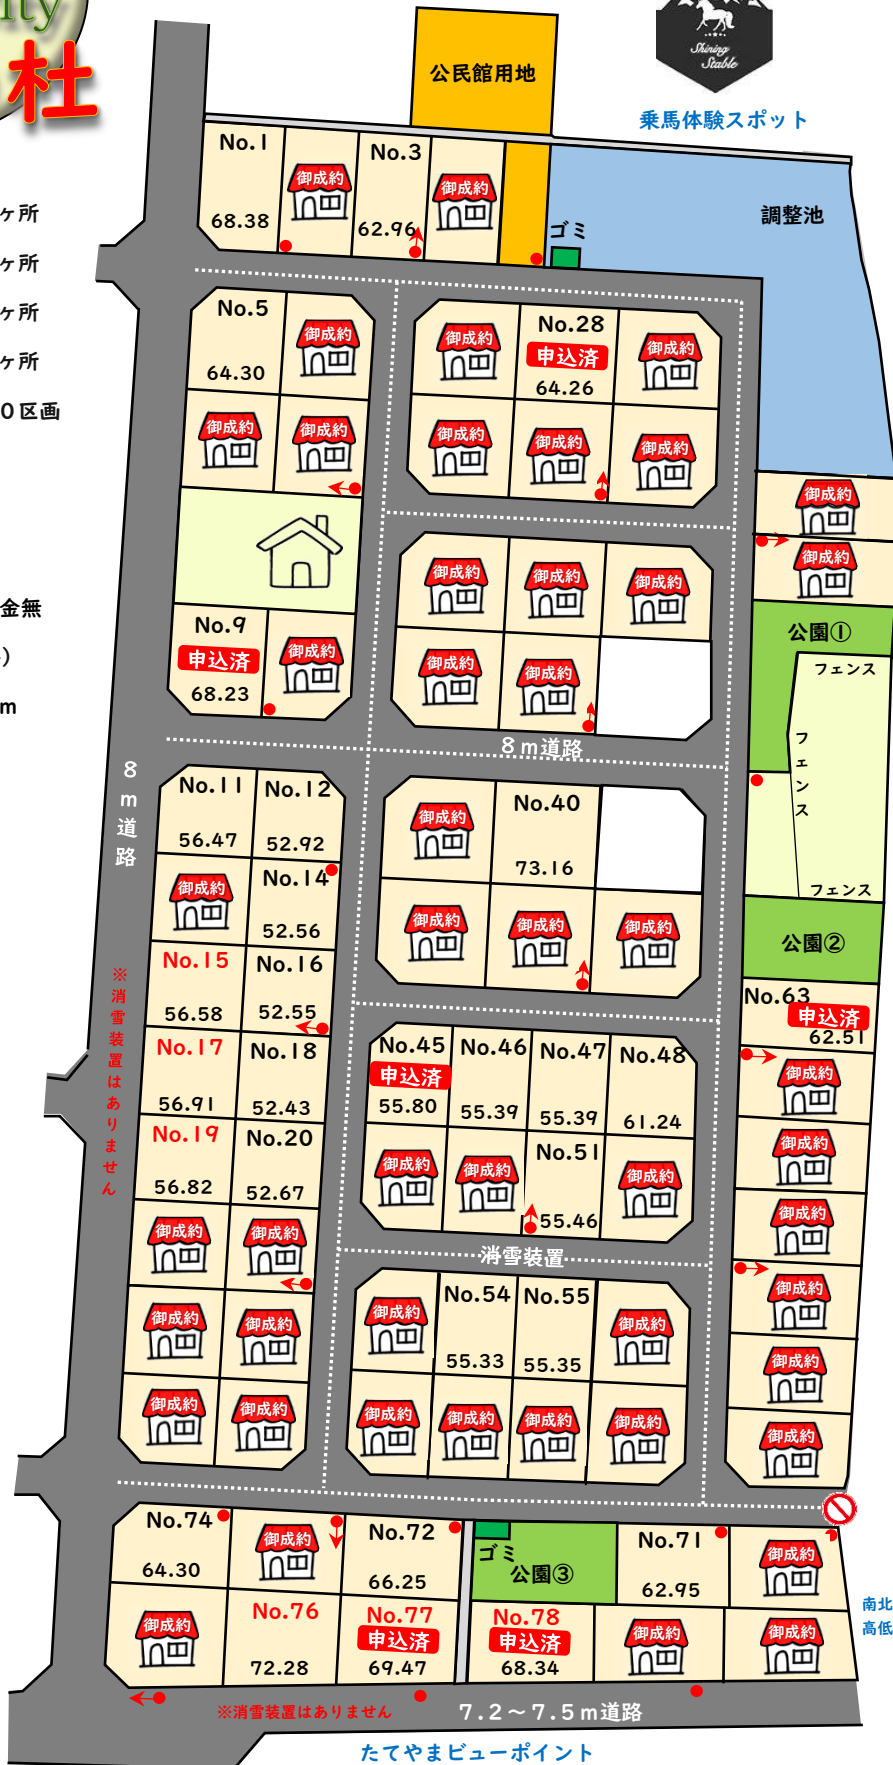 ity
杜
公民館用地
Shining
Stable
乗馬体験スポット
ヶ所
ヶ所
ヶ所
ヶ所
0区画
金無
)
m
No.1
68.38
御成約
No.3
62.96
御成約
ゴミ
調整池
No.5
64.30
御成約
御成約
No.28
申込済
64.26
御成約
御成約
御成約
御成約
御成約
御成約
御成約
御成約
御成約
御成約
御成約
No.9
申込済
68.23
御成約
御成約
御成約
公園①
フェンス
フェンス
フェンス
8m道路
8m道路
No.11
56.47
No.12
52.92
御成約
No.14
52.56
No.15
56.58
No.16
52.55
No.17
56.91
No.18
52.43
No.19
56.82
No.20
52.67
御成約
御成約
御成約
御成約
御成約
御成約
※消雪装置はありません
御成約
No.40
73.16
御成約
御成約
御成約
公園②
No.63
申込済
62.51
No.45
申込済
55.80
No.46
55.39
No.47
55.39
No.48
61.24
御成約
御成約
No.51
55.46
御成約
消雪装置
御成約
No.54
55.33
No.55
55.35
御成約
御成約
御成約
御成約
御成約
御成約
御成約
御成約
御成約
御成約
御成約
No.74
64.30
御成約
No.72
66.25
ゴミ
公園③
No.71
62.95
御成約
御成約
No.76
72.28
No.77
申込済
69.47
No.78
申込済
68.34
御成約
御成約
南北
高低
※消雪装置はありません
7.2～7.5m道路
たてやまビューポイント